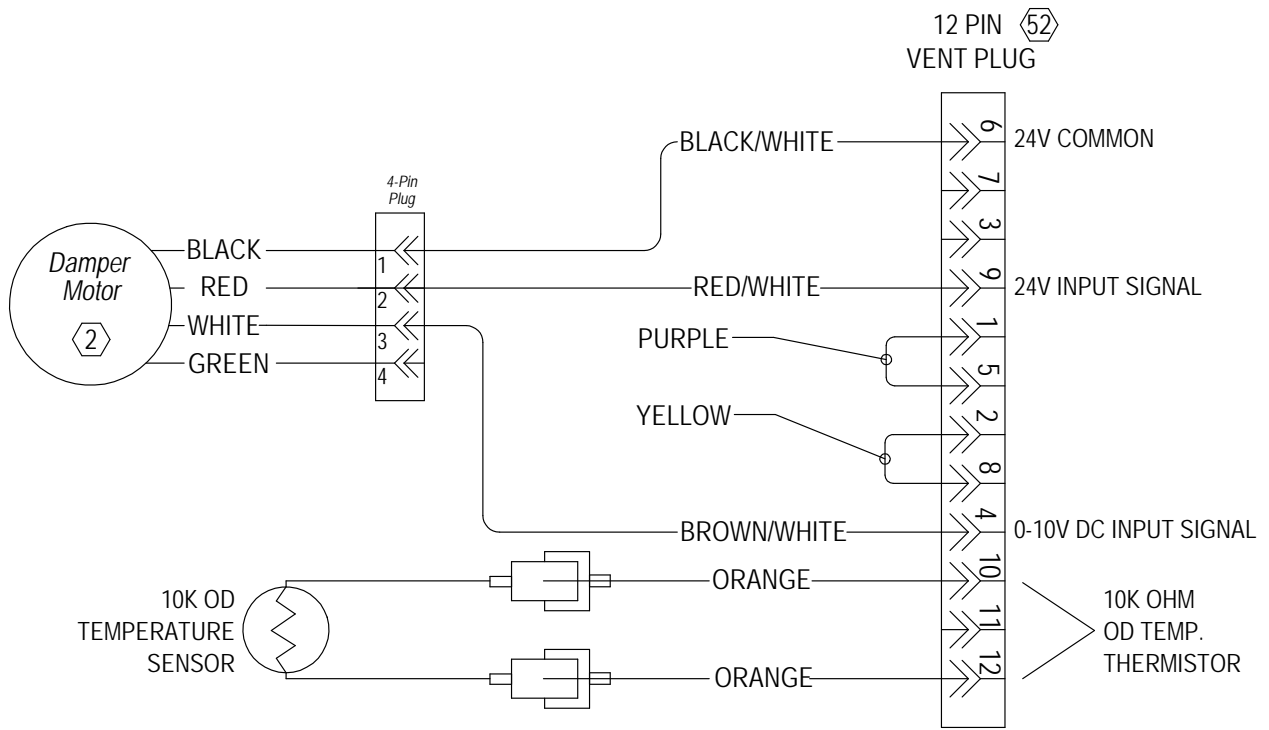 12 PIN 52
VENT PLUG
BLACK/WHITE
6
24V COMMON
4-Pin
Plug
7
3
Damper
Motor
2
BLACK
1
RED
2
RED/WHITE
9
24V INPUT SIGNAL
WHITE
3
GREEN
4
PURPLE
1
5
YELLOW
2
8
BROWN/WHITE
4
0-10V DC INPUT SIGNAL
10K OD
TEMPERATURE
SENSOR
ORANGE
10
11
ORANGE
12
10K OHM
OD TEMP.
THERMISTOR